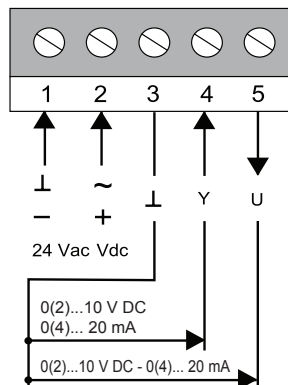 1 2 3 4 5
⊥ ~ ⊥ Y U
− +
24 Vac Vdc
0(2)...10 V DC
0(4)... 20 mA
0(2)...10 V DC - 0(4)... 20 mA